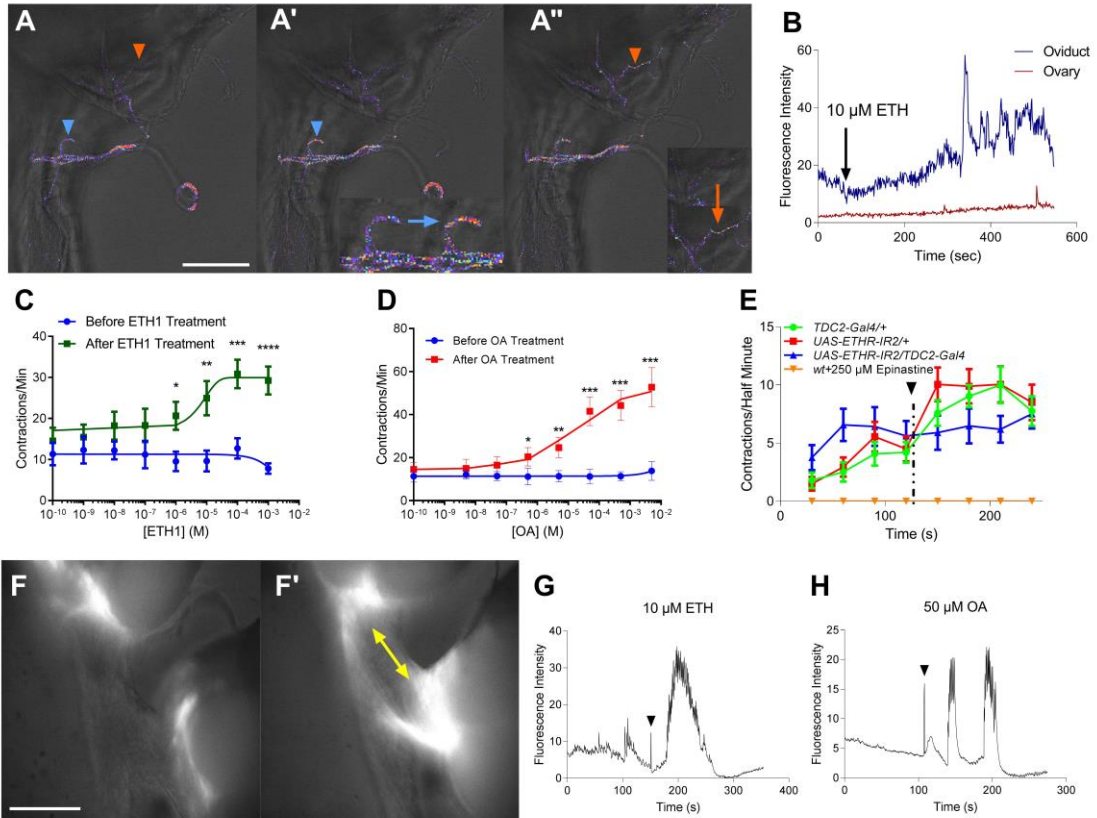 A
A'
A"
B
60
40
20
0
Fluorescence Intensity
10 µM ETH
Oviduct
Ovary
0 200 400 600
Time (sec)
C
Before ETH1 Treatment
After ETH1 Treatment
40
30
20
10
0
Contractions/Min
* ** *** ****
10-10 10-9 10-8 10-7 10-6 10-5 10-4 10-3 10-2
[ETH1] (M)
D
Before OA Treatment
After OA Treatment
80
60
40
20
0
Contractions/Min
* ** *** *** ***
10-10 10-9 10-8 10-7 10-6 10-5 10-4 10-3 10-2
[OA] (M)
E
TDC2-Gal4/+
UAS-ETHR-IR2/+
UAS-ETHR-IR2/TDC2-Gal4
wt+250 µM Epinastine
15
10
5
0
Contractions/Half Minute
0 100 200
Time (s)
F
F'
G
10 µM ETH
40
30
20
10
0
Fluorescence Intensity
0 100 200 300 400
Time (s)
H
50 µM OA
25
20
15
10
5
0
Fluorescence Intensity
0 100 200 300
Time (s)